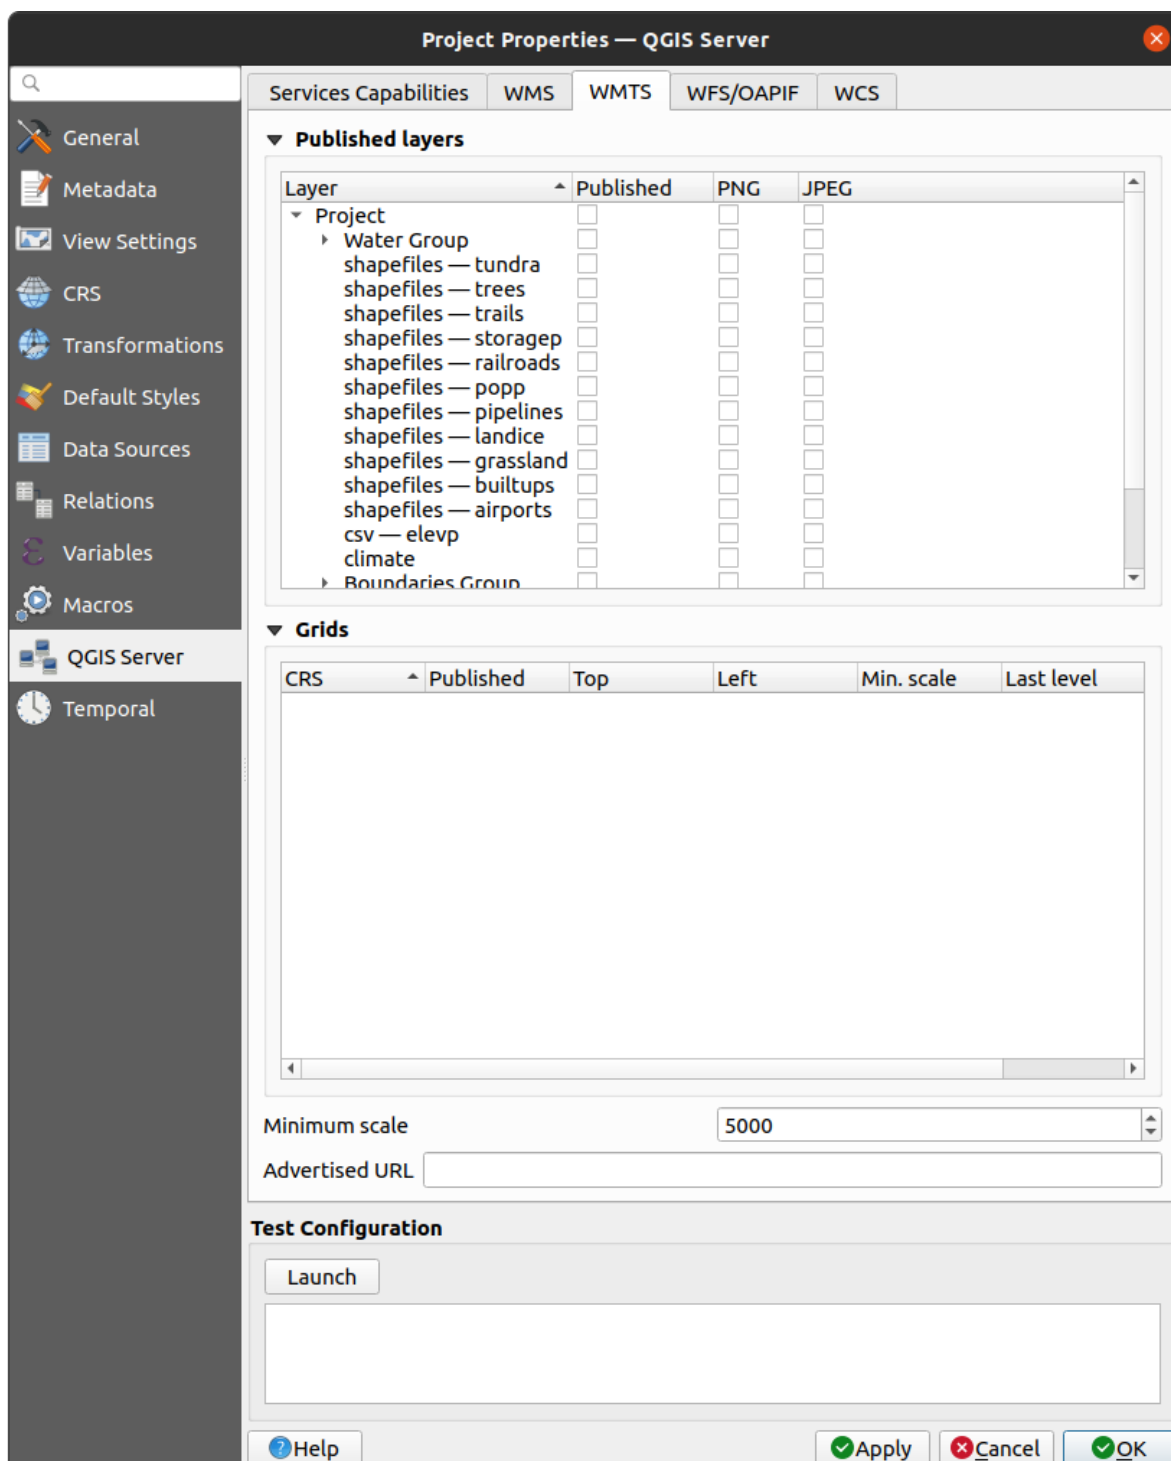 Project Properties — QGIS Server
Services Capabilities WMS WMTS WFS/OAPIF WCS
General
Metadata
View Settings
CRS
Transformations
Default Styles
Data Sources
Relations
Variables
Macros
QGIS Server
Temporal
Published layers
Layer Published PNG JPEG
Project
Water Group
shapefiles — tundra
shapefiles — trees
shapefiles — trails
shapefiles — storagep
shapefiles — railroads
shapefiles — popp
shapefiles — pipelines
shapefiles — landice
shapefiles — grassland
shapefiles — builtups
shapefiles — airports
csv — elevp
climate
Boundaries Group
Grids
CRS Published Top Left Min. scale Last level
Minimum scale 5000
Advertised URL
Test Configuration
Launch
Help Apply Cancel OK